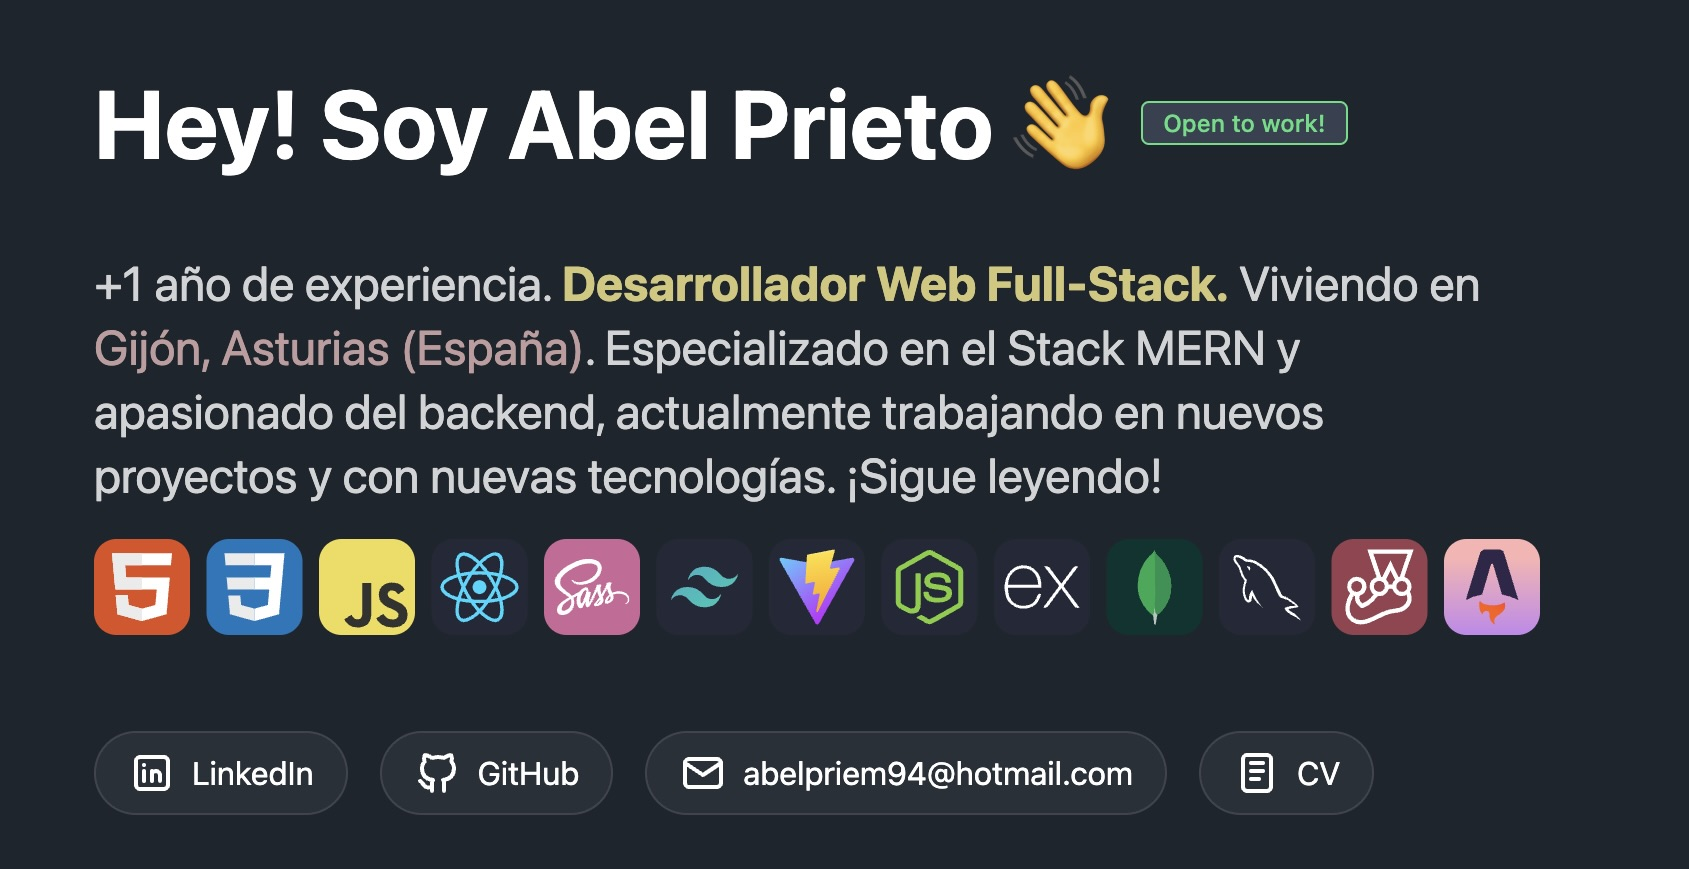 Hey! Soy Abel Prieto 👋 Open to work!
+1 año de experiencia. Desarrollador Web Full-Stack. Viviendo en
Gijón, Asturias (España). Especializado en el Stack MERN y
apasionado del backend, actualmente trabajando en nuevos
proyectos y con nuevas tecnologías. ¡Sigue leyendo!
JS Sass JS ex
LinkedIn GitHub abelpriem94@hotmail.com CV